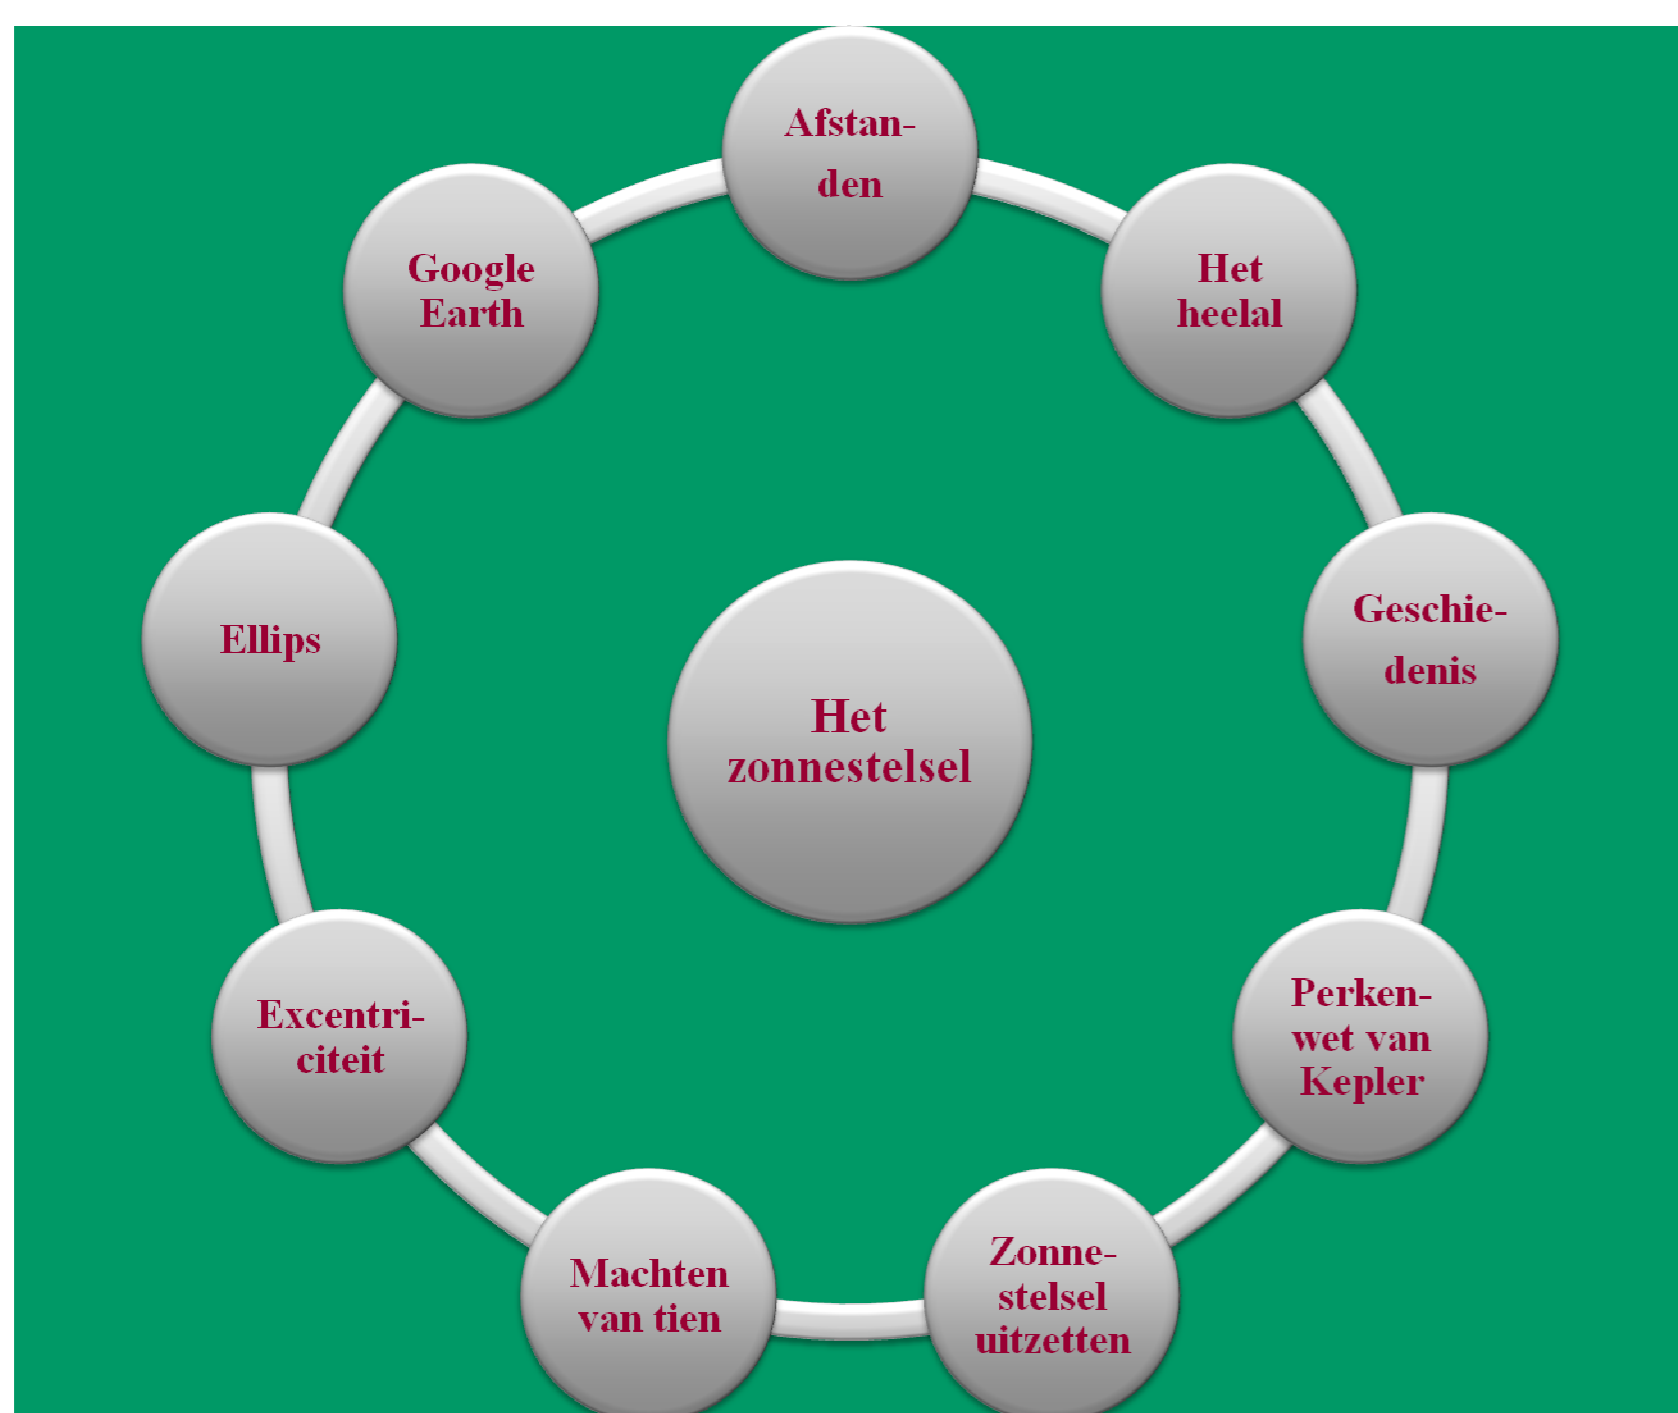 Afstan-
den
Het
heelal
Geschie-
denis
Perken-
wet van
Kepler
Zonne-
stelsel
uitzetten
Machten
van tien
Excentri-
citeit
Ellips
Google
Earth
Het
zonnestelsel